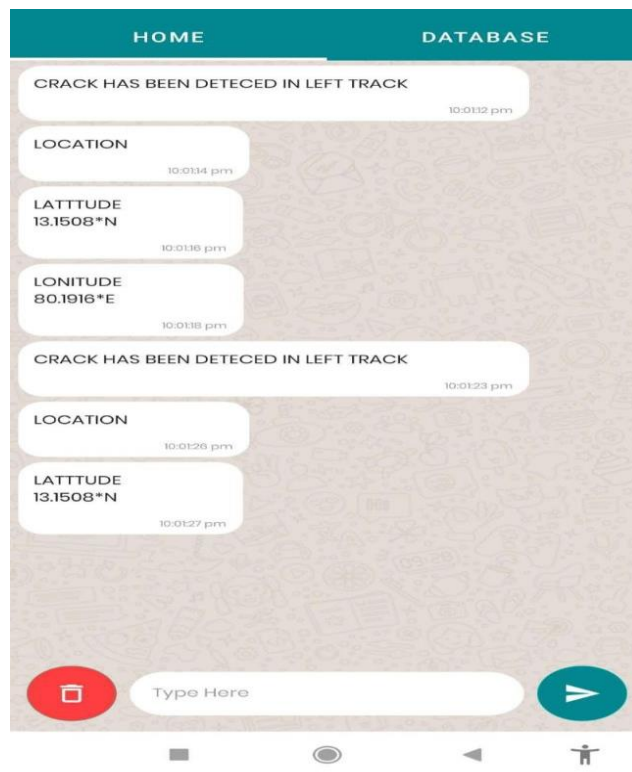 HOME DATABASE
CRACK HAS BEEN DETECED IN LEFT TRACK
10:01:12 pm
LOCATION
10:01:14 pm
LATTTUDE
13.1508*N
10:01:16 pm
LONITUDE
80.1916*E
10:01:18 pm
CRACK HAS BEEN DETECED IN LEFT TRACK
10:01:23 pm
LOCATION
10:01:26 pm
LATTTUDE
13.1508*N
10:01:27 pm
Type Here